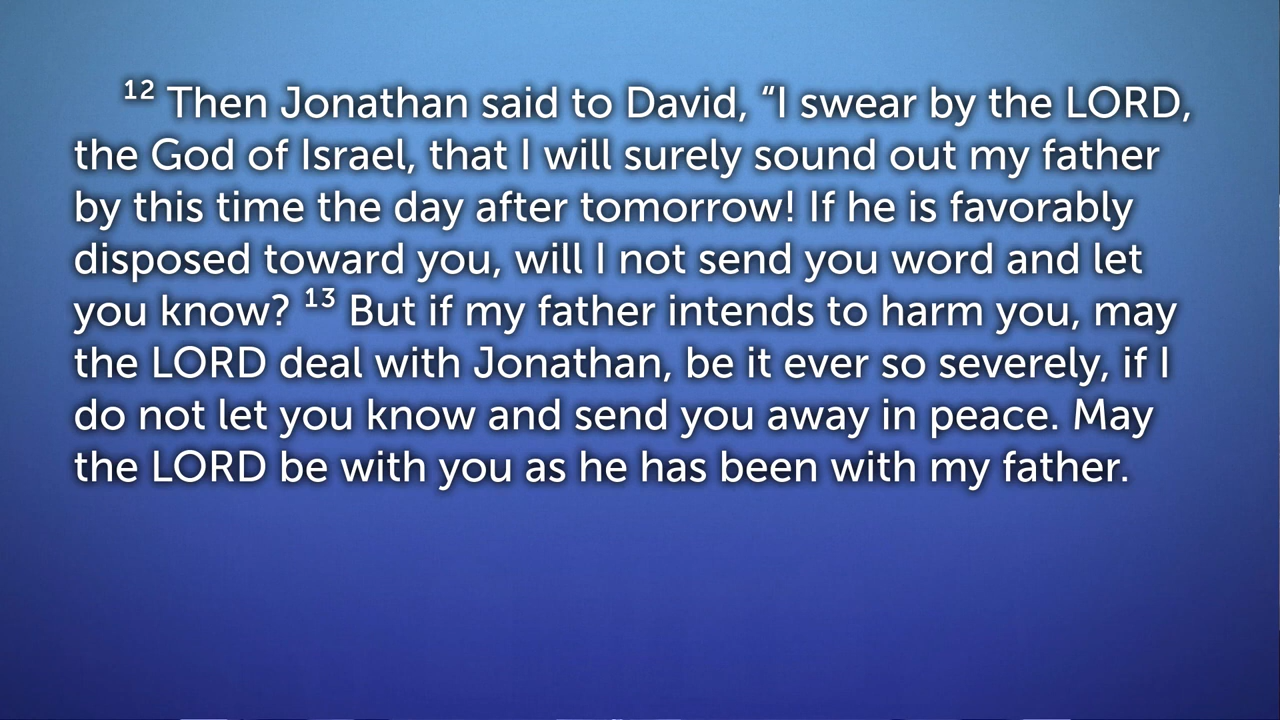 12 Then Jonathan said to David, “I swear by the LORD,
the God of Israel, that I will surely sound out my father
by this time the day after tomorrow! If he is favorably
disposed toward you, will I not send you word and let
you know? 13 But if my father intends to harm you, may
the LORD deal with Jonathan, be it ever so severely, if I
do not let you know and send you away in peace. May
the LORD be with you as he has been with my father.